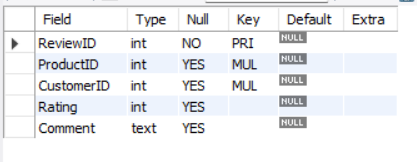 Field Type Null Key Default Extra
ReviewID int NO PRI NULL
ProductID int YES MUL NULL
CustomerID int YES MUL NULL
Rating int YES NULL
Comment text YES NULL